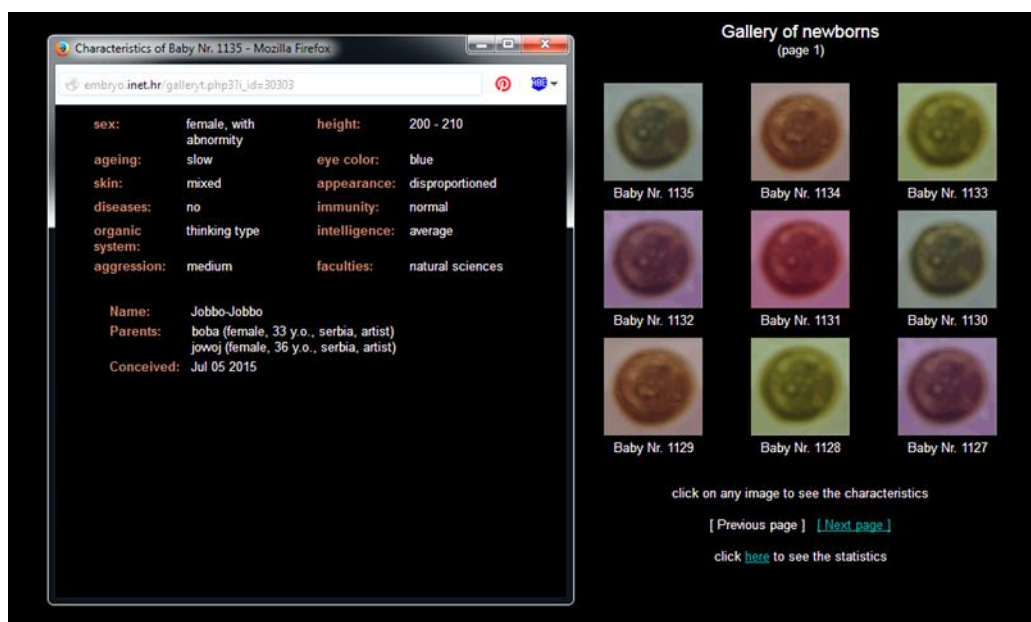 Characteristics of Baby Nr. 1135 - Mozilla Firefox
embryo.inet.hr/galleryt.php3?i_id=30303
sex: female, with abnormity height: 200 - 210
ageing: slow eye color: blue
skin: mixed appearance: disproportioned
diseases: no immunity: normal
organic system: thinking type intelligence: average
aggression: medium faculties: natural sciences
Name: Jobbo-Jobbo
Parents: boba (female, 33 y.o., serbia, artist)
jowoj (female, 36 y.o., serbia, artist)
Conceived: Jul 05 2015
Gallery of newborns
(page 1)
Baby Nr. 1135 Baby Nr. 1134 Baby Nr. 1133
Baby Nr. 1132 Baby Nr. 1131 Baby Nr. 1130
Baby Nr. 1129 Baby Nr. 1128 Baby Nr. 1127
click on any image to see the characteristics
[ Previous page ] [ Next page ]
click here to see the statistics